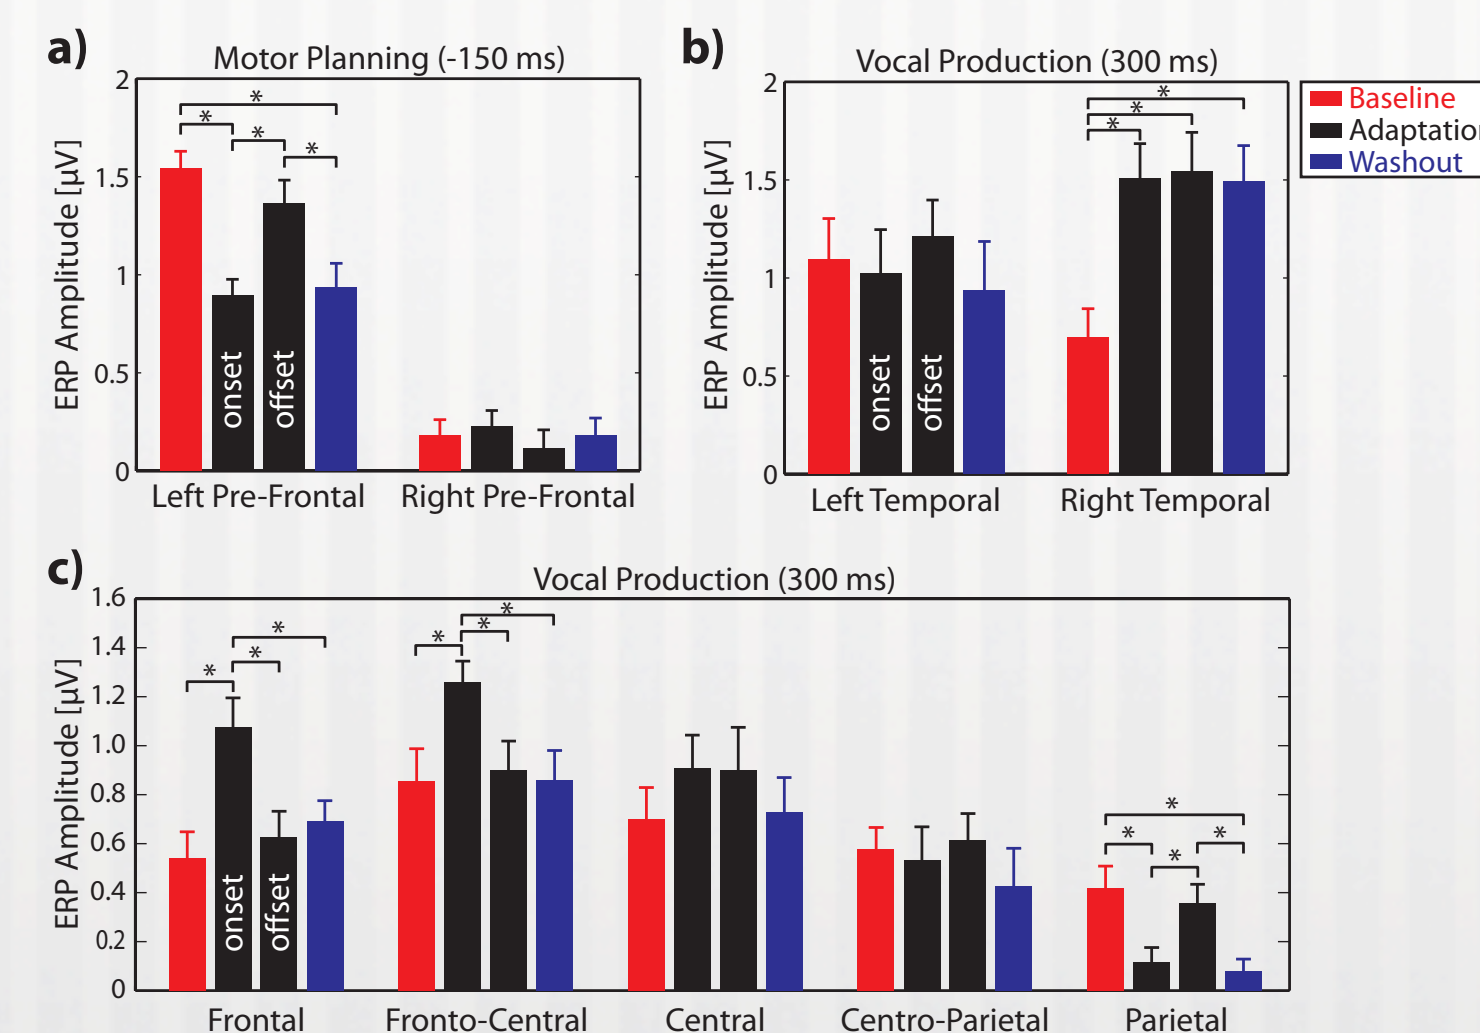 a)
Motor Planning (-150 ms)
ERP Amplitude [µV]
2
1.5
1
0.5
0
* * * *
onset
offset
Left Pre-Frontal
Right Pre-Frontal
b)
Vocal Production (300 ms)
ERP Amplitude [µV]
2
1.5
1
0.5
0
* * *
onset
offset
Left Temporal
Right Temporal
Baseline
Adaptation
Washout
c)
Vocal Production (300 ms)
ERP Amplitude [µV]
1.6
1.4
1.2
1.0
0.8
0.6
0.4
0.2
0
* * *
* * *
* * * *
onset
offset
Frontal
Fronto-Central
Central
Centro-Parietal
Parietal